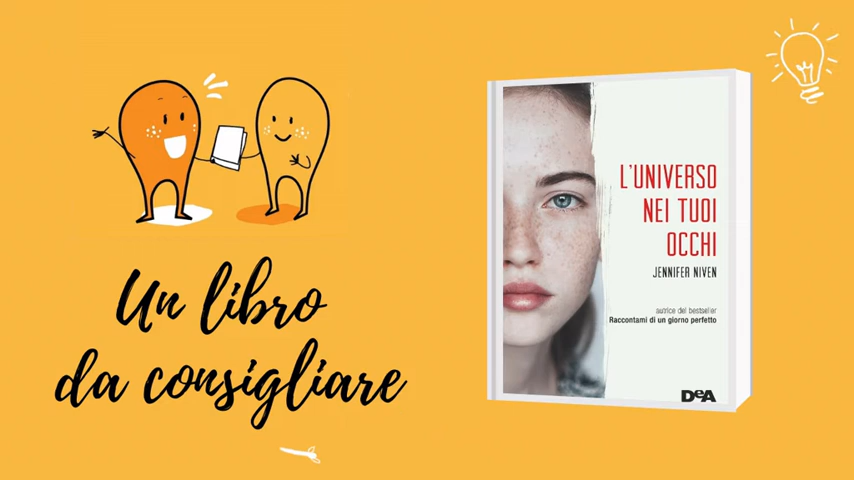 Un libro
da consigliare
L'UNIVERSO
NEI TUOI
OCCHI
JENNIFER NIVEN
autrice del bestseller
Raccontami di un giorno perfetto
DeA